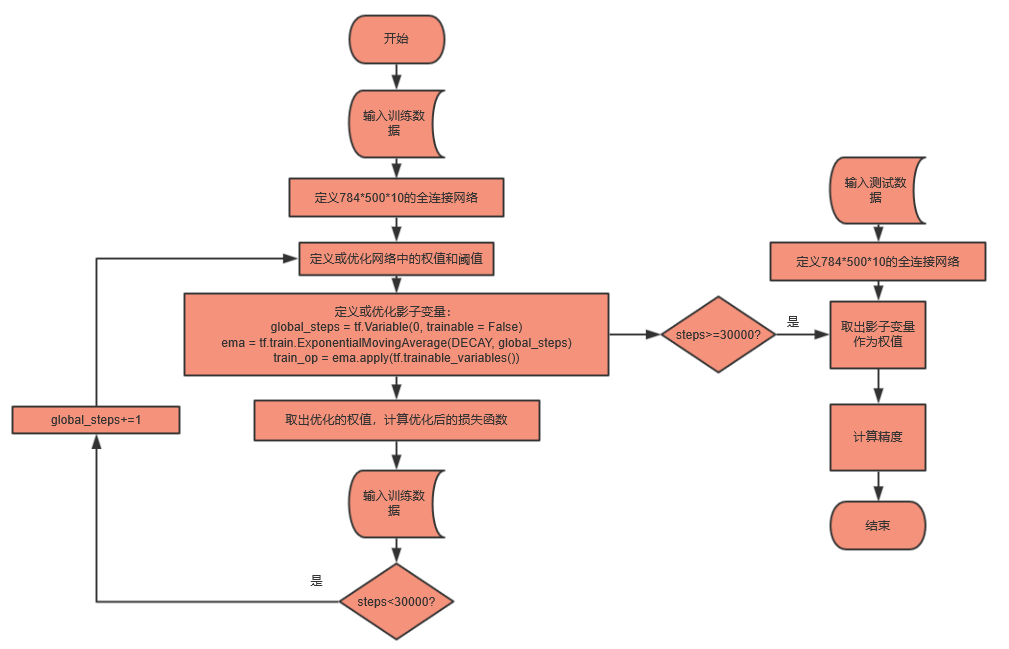 开始
输入训练数
据
定义784*500*10的全连接网络
定义或优化网络中的权值和阈值
定义或优化影子变量：
global_steps = tf.Variable(0, trainable = False)
ema = tf.train.ExponentialMovingAverage(DECAY, global_steps)
train_op = ema.apply(tf.trainable_variables())
取出优化的权值，计算优化后的损失函数
输入训练数
据
steps<30000?
是
global_steps+=1
steps>=30000?
是
输入测试数
据
定义784*500*10的全连接网络
取出影子变量
作为权值
计算精度
结束